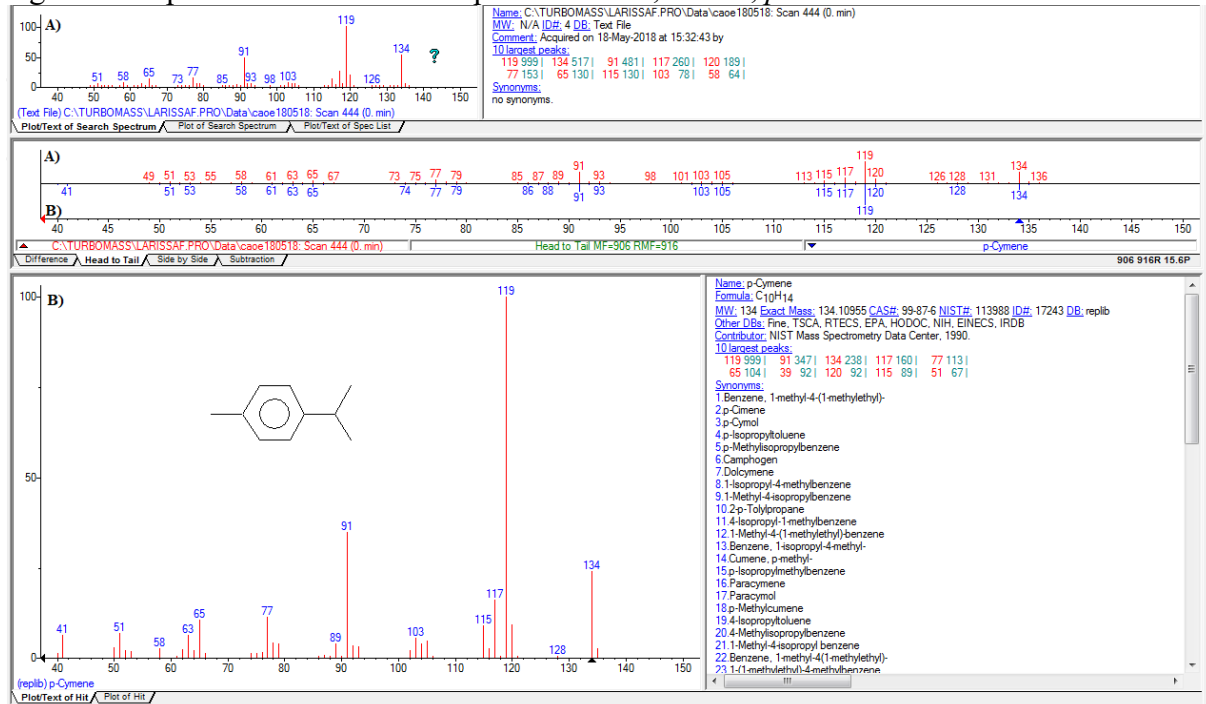 A)
100-
50-
0-
51 58 65 73 77 85 91 93 98 103 119 126 134
?
40 50 60 70 80 90 100 110 120 130 140 150
(Text File) C:\TURBOMASS\LARISSAF.PRO\Data\caoe180518: Scan 444 (0. min)
Plot/Text of Search Spectrum Plot of Search Spectrum Plot/Text of Spec List
Name: C:\TURBOMASS\LARISSAF.PRO\Data\caoe180518: Scan 444 (0. min)
MW: N/A ID#: 4 DB: Text File
Comment: Acquired on 18-May-2018 at 15:32:43 by
10 largest peaks:
119 999 | 134 517 | 91 481 | 117 260 | 120 189 |
77 153 | 65 130 | 115 130 | 103 78 | 58 64 |
Synonyms:
no synonyms.
A)
49 51 53 55 58 61 63 65 67 73 75 77 79 85 87 89 91 93 98 101 103 105 113 115 117 119 120 126 128 131 134 136
41 51 53 58 61 63 65 74 77 79 86 88 91 93 103 105 115 117 119 120 128 134
B)
40 45 50 55 60 65 70 75 80 85 90 95 100 105 110 115 120 125 130 135 140 145 150
C:\TURBOMASS\LARISSAF.PRO\Data\caoe180518: Scan 444 (0. min) Head to Tail MF=906 RMF=916 p-Cymene
Difference Head to Tail Side by Side Subtraction 906 916R 15.6P
B)
100-
50-
0-
41 51 58 63 65 77 89 91 103 115 117 119 128 134
40 50 60 70 80 90 100 110 120 130 140 150
(replib) p-Cymene
Plot/Text of Hit Plot of Hit
Name: p-Cymene
Formula: C10H14
MW: 134 Exact Mass: 134.10955 CAS#: 99-87-6 NIST#: 113988 ID#: 17243 DB: replib
Other DBs: Fine, TSCA, RTECS, EPA, HODOC, NIH, EINECS, IRDB
Contributor: NIST Mass Spectrometry Data Center, 1990.
10 largest peaks:
119 999 | 91 347 | 134 238 | 117 160 | 77 113 |
65 104 | 39 92 | 120 92 | 115 89 | 51 67 |
Synonyms:
1.Benzene, 1-methyl-4-(1-methylethyl)-
2.p-Cimene
3.p-Cymol
4.p-Isopropyltoluene
5.p-Methylisopropylbenzene
6.Camphogen
7.Dolcymene
8.1-Isopropyl-4-methylbenzene
9.1-Methyl-4-isopropylbenzene
10.2-p-Tolylpropane
11.4-Isopropyl-1-methylbenzene
12.1-Methyl-4-(1-methylethyl)-benzene
13.Benzene, 1-isopropyl-4-methyl-
14.Cumene, p-methyl-
15.p-Isopropylmethylbenzene
16.Paracymene
17.Paracymol
18.p-Methylcumene
19.4-Isopropyltoluene
20.4-Methylisopropylbenzene
21.1-Methyl-4-isopropyl benzene
22.Benzene, 1-methyl-4(1-methylethyl)-
23.1-(1-methylethyl)-4-methylbenzene